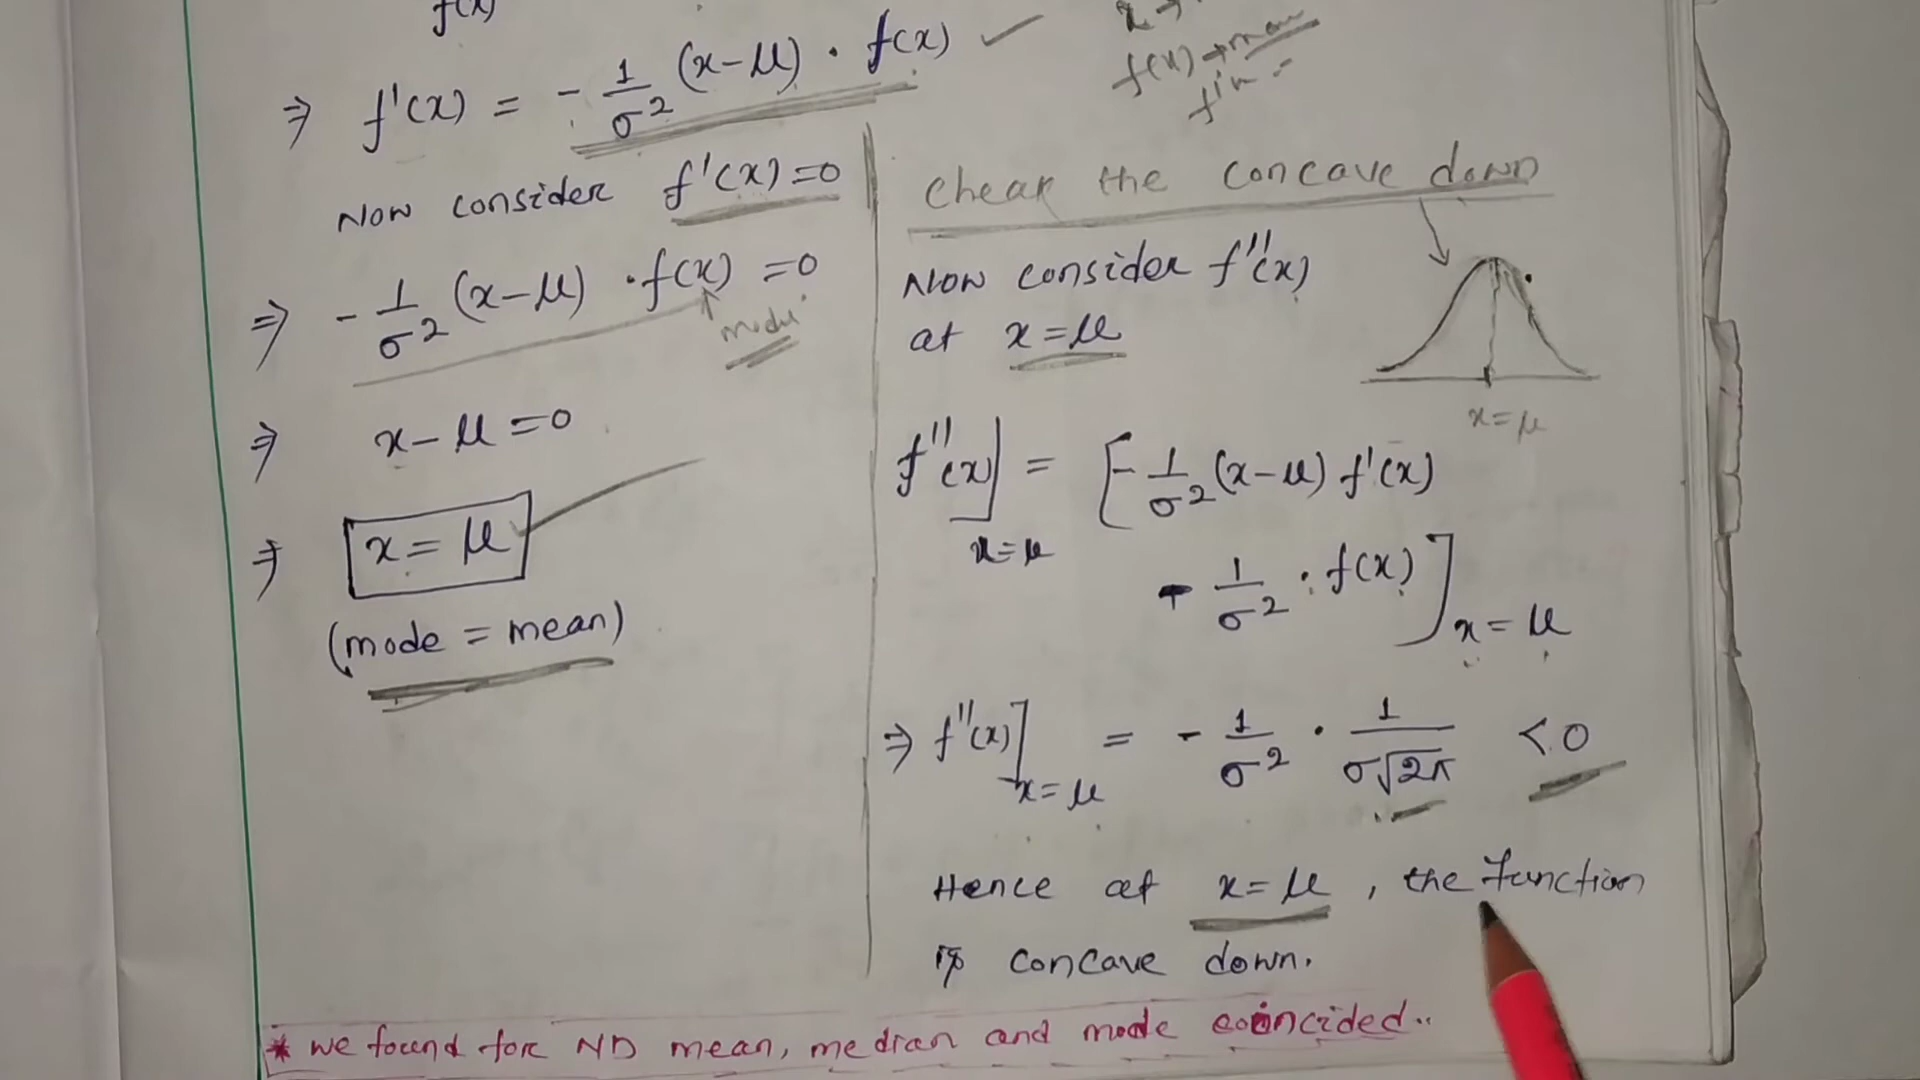 f(x)
⇒ f'(x) = - 1/σ² (x-μ) · f(x)
Now consider f'(x)=0
⇒ - 1/σ² (x-μ) · f(x) =0
mode
⇒ x-μ=0
⇒ x=μ
(mode = mean)
f(x) → max
cheak the concave down
Now consider f''(x)
at x=μ
x=μ
f''(x)]x=μ = [- 1/σ² (x-μ) f'(x)
- 1/σ² · f(x)]x=μ
⇒ f''(x)]x=μ = - 1/σ² · 1/σ√2π <0
Hence at x=μ, the function
is concave down.
* we found for ND mean, median and mode coincided..